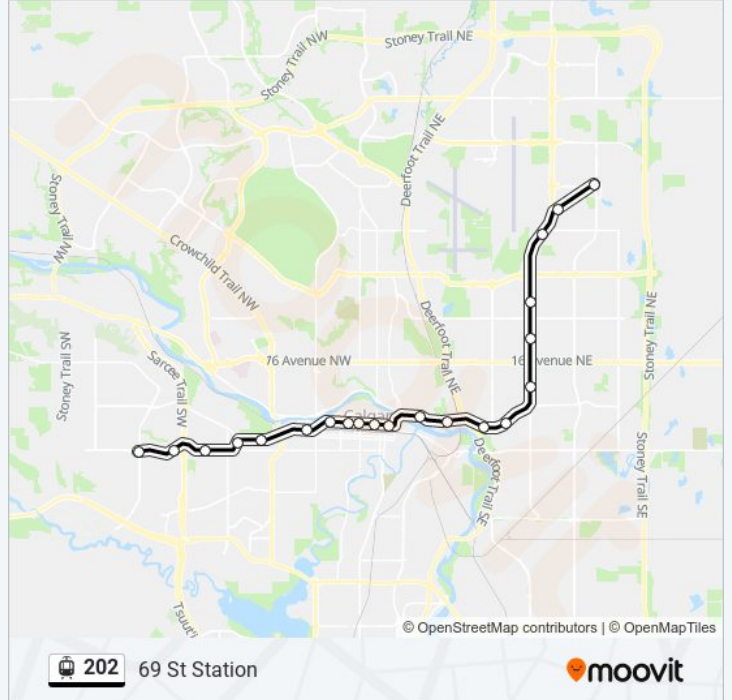 Stoney Trail NW
Stoney Trail NE
Deerfoot Trail NE
Stoney Trail NW
Crowchild Trail NW
Deerfoot Trail NE
Stoney Trail NE
Stoney Trail SW
Sarcee Trail SW
16 Avenue NW
16 Avenue NE
Calgary
Deerfoot Trail SE
Stoney Trail SE
Tsuut'i
© OpenStreetMap contributors | © OpenMapTiles
202 69 St Station
moovit